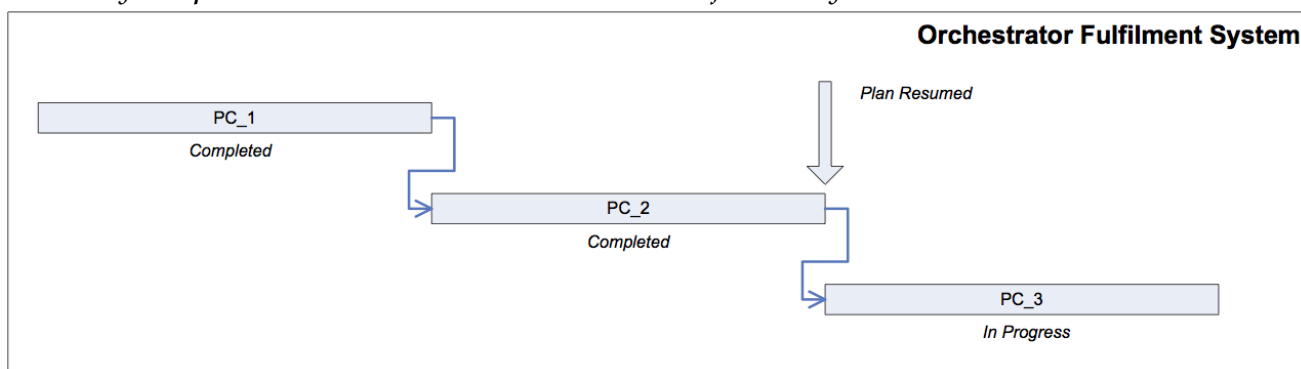 Orchestrator Fulfilment System
Plan Resumed
PC_1
Completed
PC_2
Completed
PC_3
In Progress